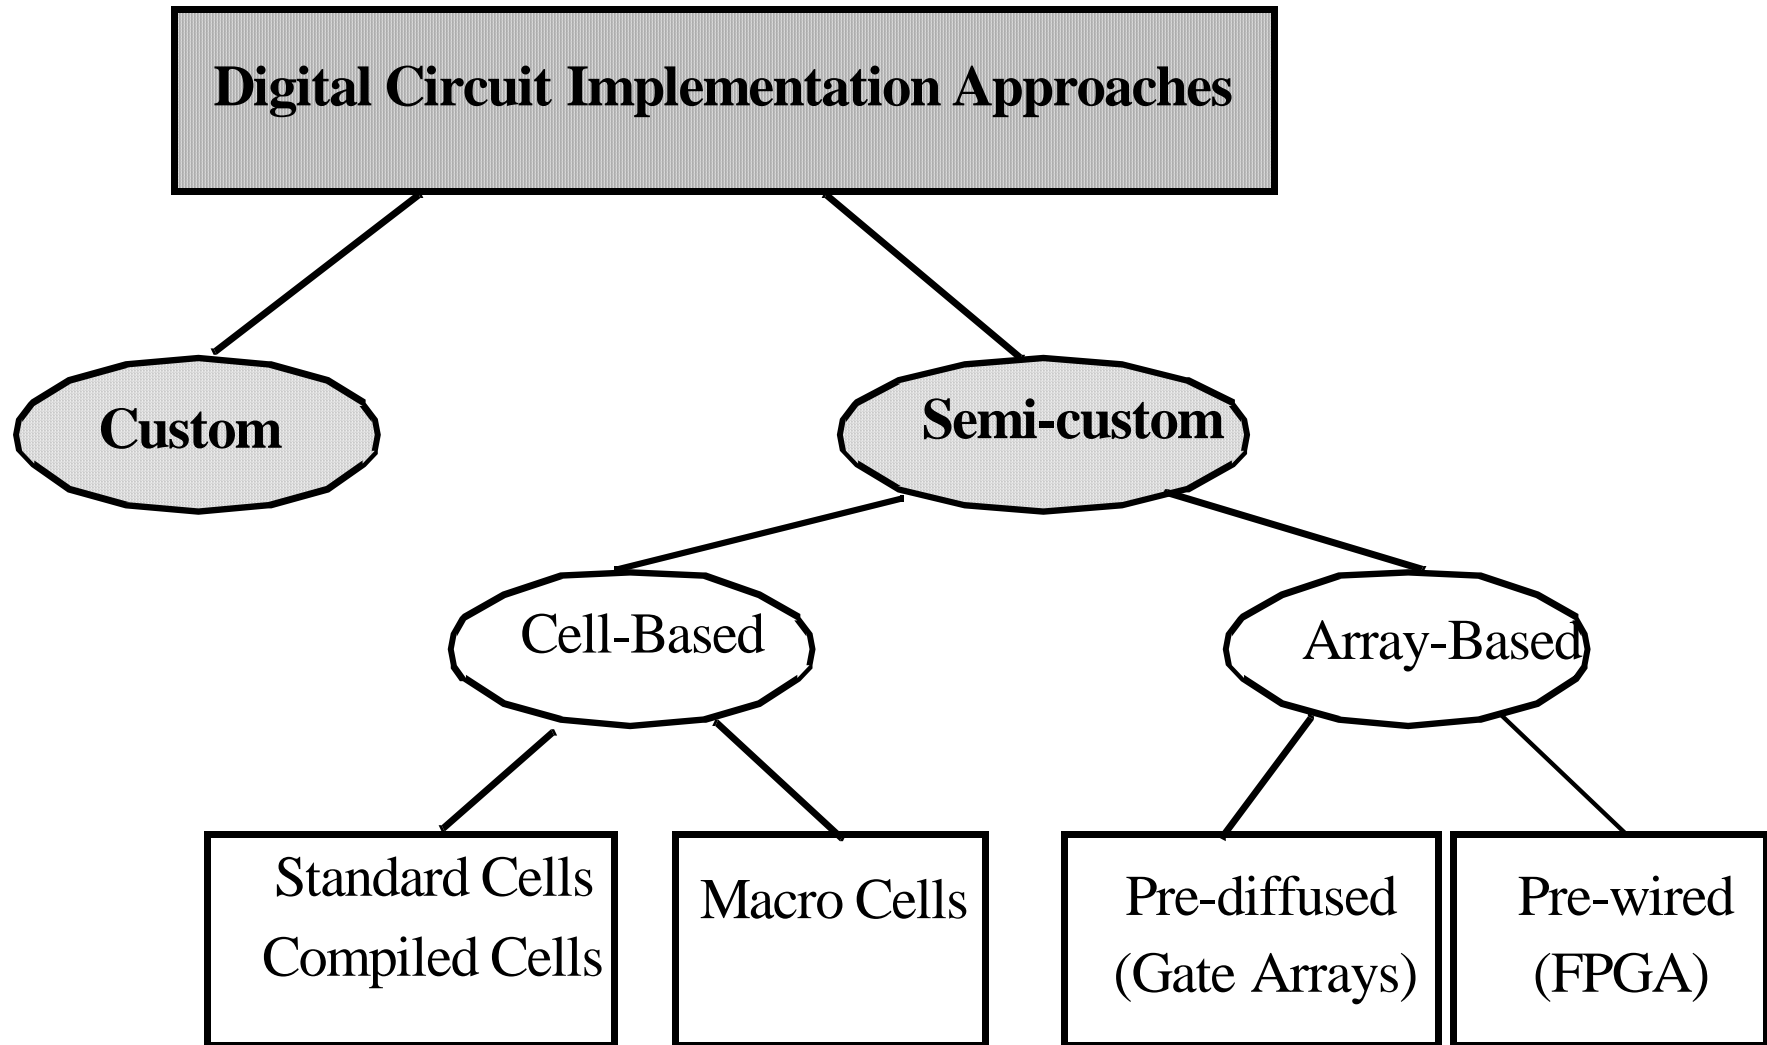 Digital Circuit Implementation Approaches
Custom
Semi-custom
Cell-Based
Array-Based
Standard Cells
Compiled Cells
Macro Cells
Pre-diffused
(Gate Arrays)
Pre-wired
(FPGA)